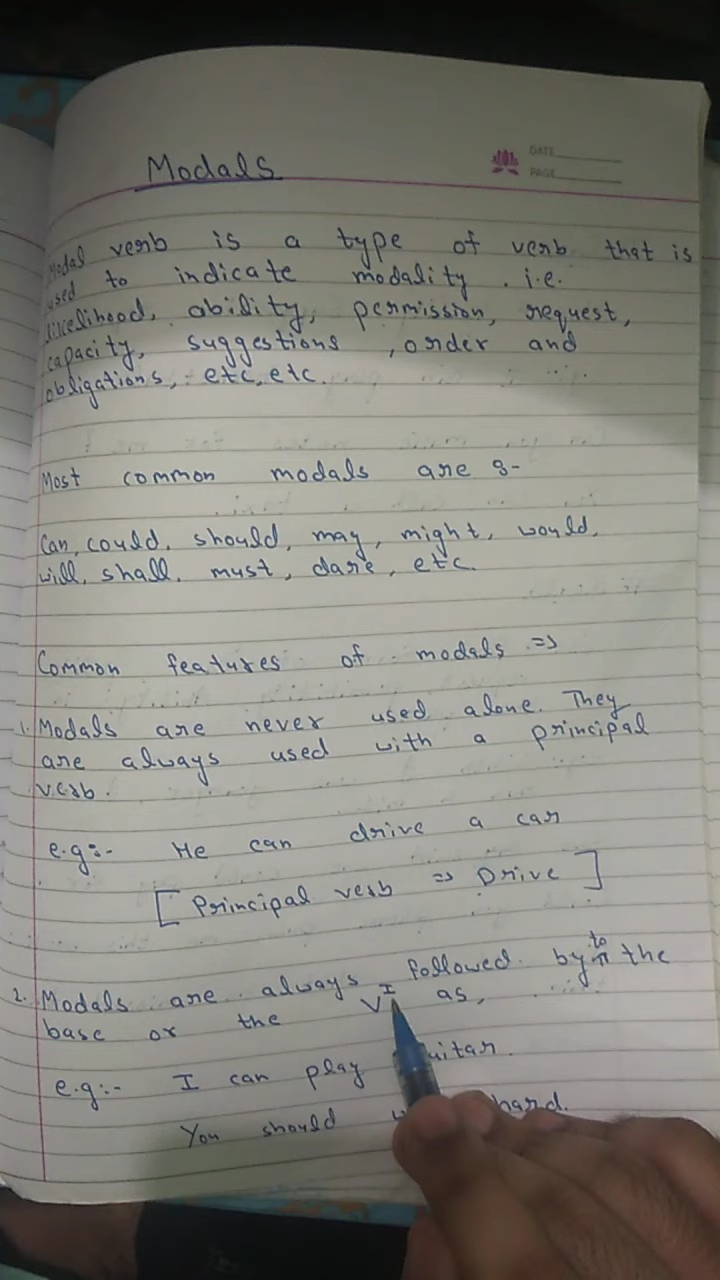 Modals
DATE
PAGE
Modal verb is a type of verb that is
used to indicate modality. i.e.
likelihood, ability, permission, request,
capacity, suggestions, order and
obligations, etc, etc.
Most common modals are :-
Can, could, should, may, might, would,
will, shall, must, dare, etc.
Common features of modals =>
1. Modals are never used alone. They
are always used with a principal
verb.
e.g:- He can drive a car
[Principal verb => Drive]
2. Modals are always followed by to the
base or the V I as,
e.g:- I can play guitar.
You should hard.